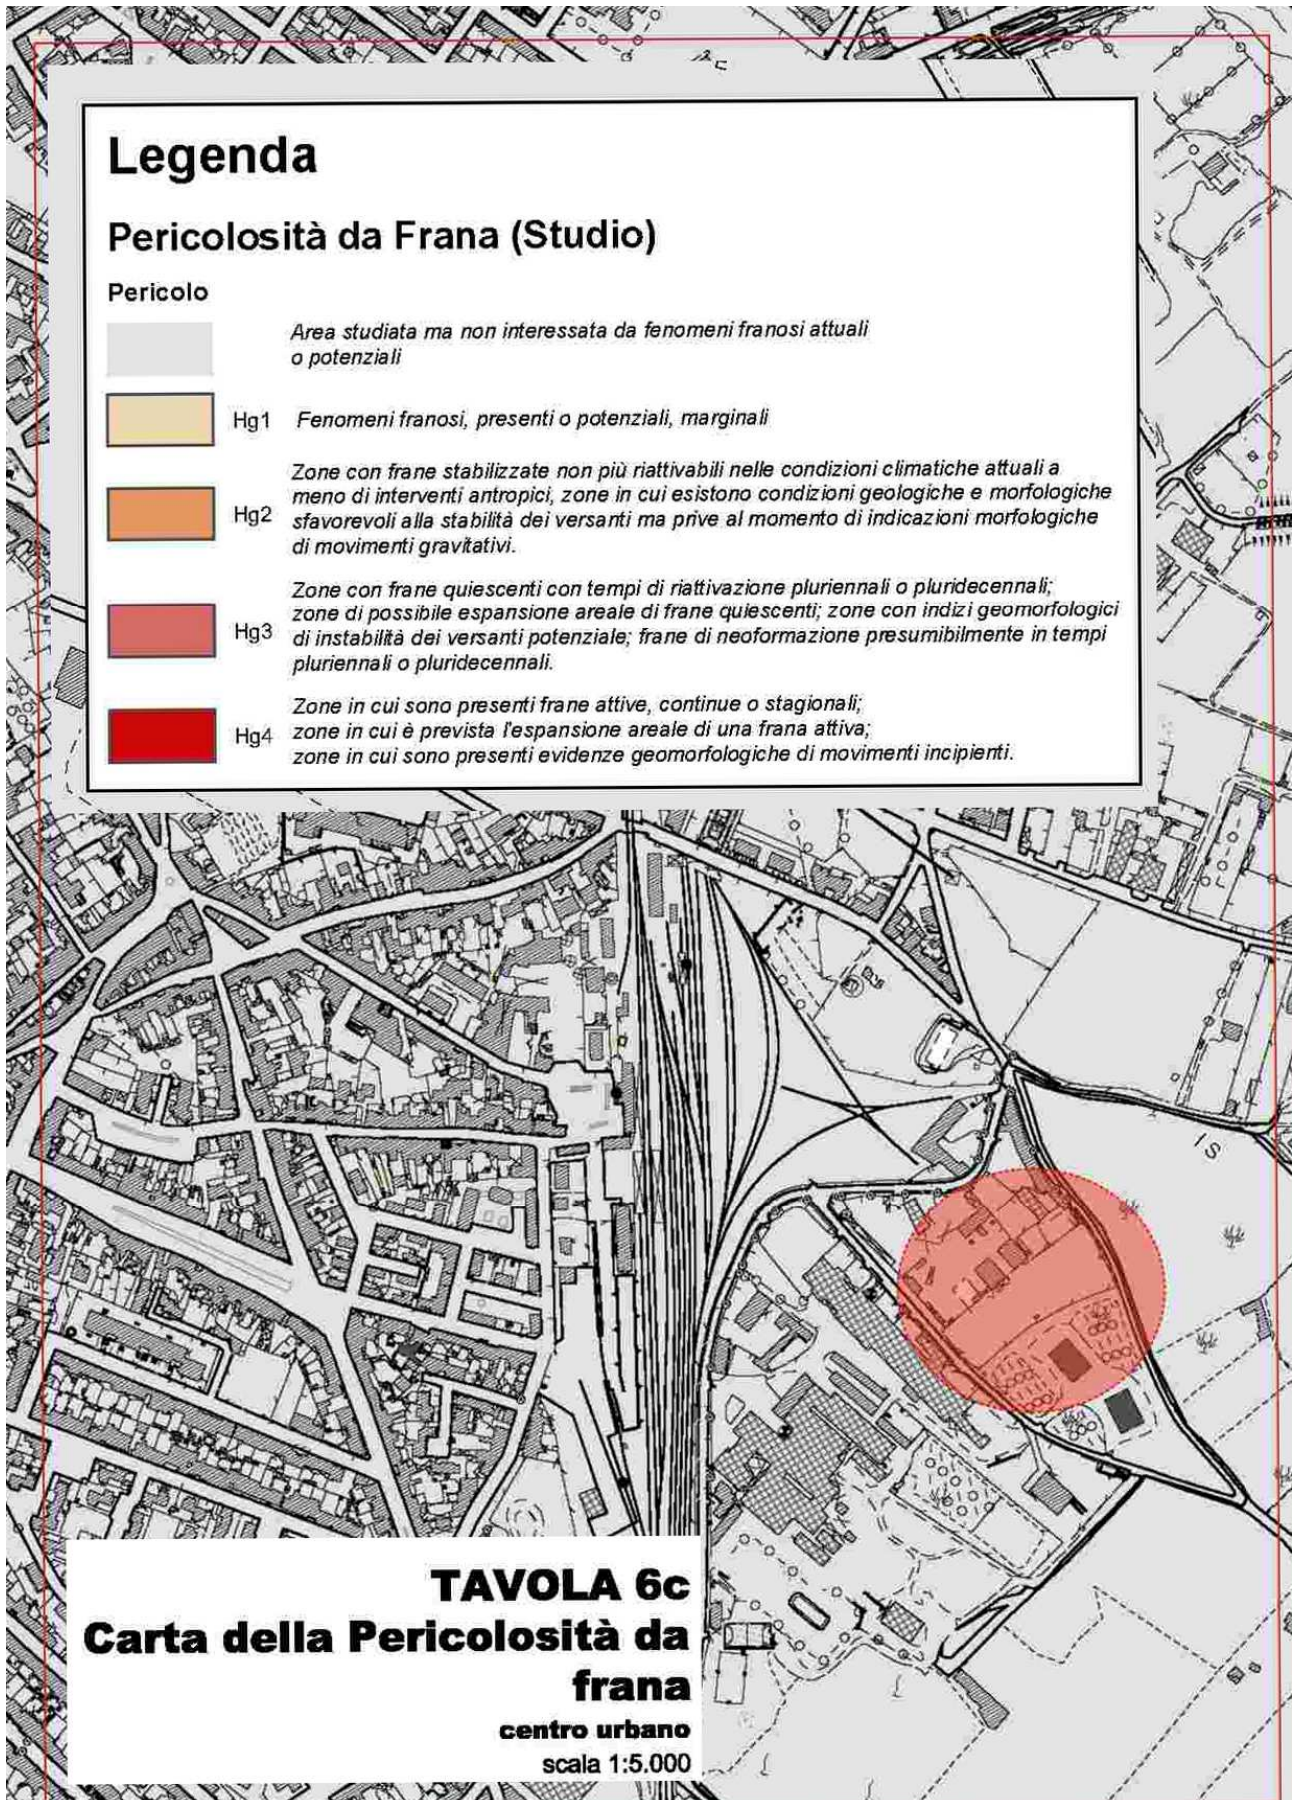 Legenda
Pericolosità da Frana (Studio)
Pericolo
Area studiata ma non interessata da fenomeni franosi attuali
o potenziali
Hg1 Fenomeni franosi, presenti o potenziali, marginali
Zone con frane stabilizzate non più riattivabili nelle condizioni climatiche attuali a
Hg2 meno di interventi antropici, zone in cui esistono condizioni geologiche e morfologiche
sfavorevoli alla stabilità dei versanti ma prive al momento di indicazioni morfologiche
di movimenti gravitativi.
Zone con frane quiescenti con tempi di riattivazione pluriennali o pluridecennali;
zone di possibile espansione areale di frane quiescenti; zone con indizi geomorfologici
Hg3 di instabilità dei versanti potenziale; frane di neoformazione presumibilmente in tempi
pluriennali o pluridecennali.
Zone in cui sono presenti frane attive, continue o stagionali;
Hg4 zone in cui è prevista l'espansione areale di una frana attiva;
zone in cui sono presenti evidenze geomorfologiche di movimenti incipienti.
I S
TAVOLA 6c
Carta della Pericolosità da
frana
centro urbano
scala 1:5.000